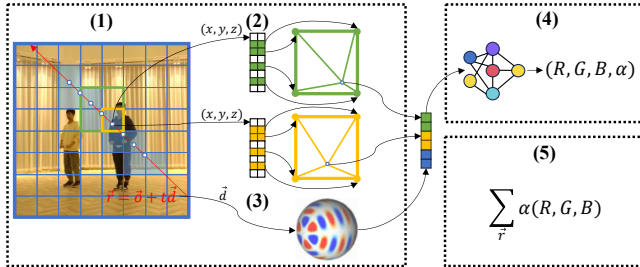 (1)
(x, y, z)
(2)
(4)
(R, G, B, α)
(x, y, z)
r⃗ = o⃗ + td⃗
d⃗
(3)
(5)
∑ α(R, G, B)
r⃗